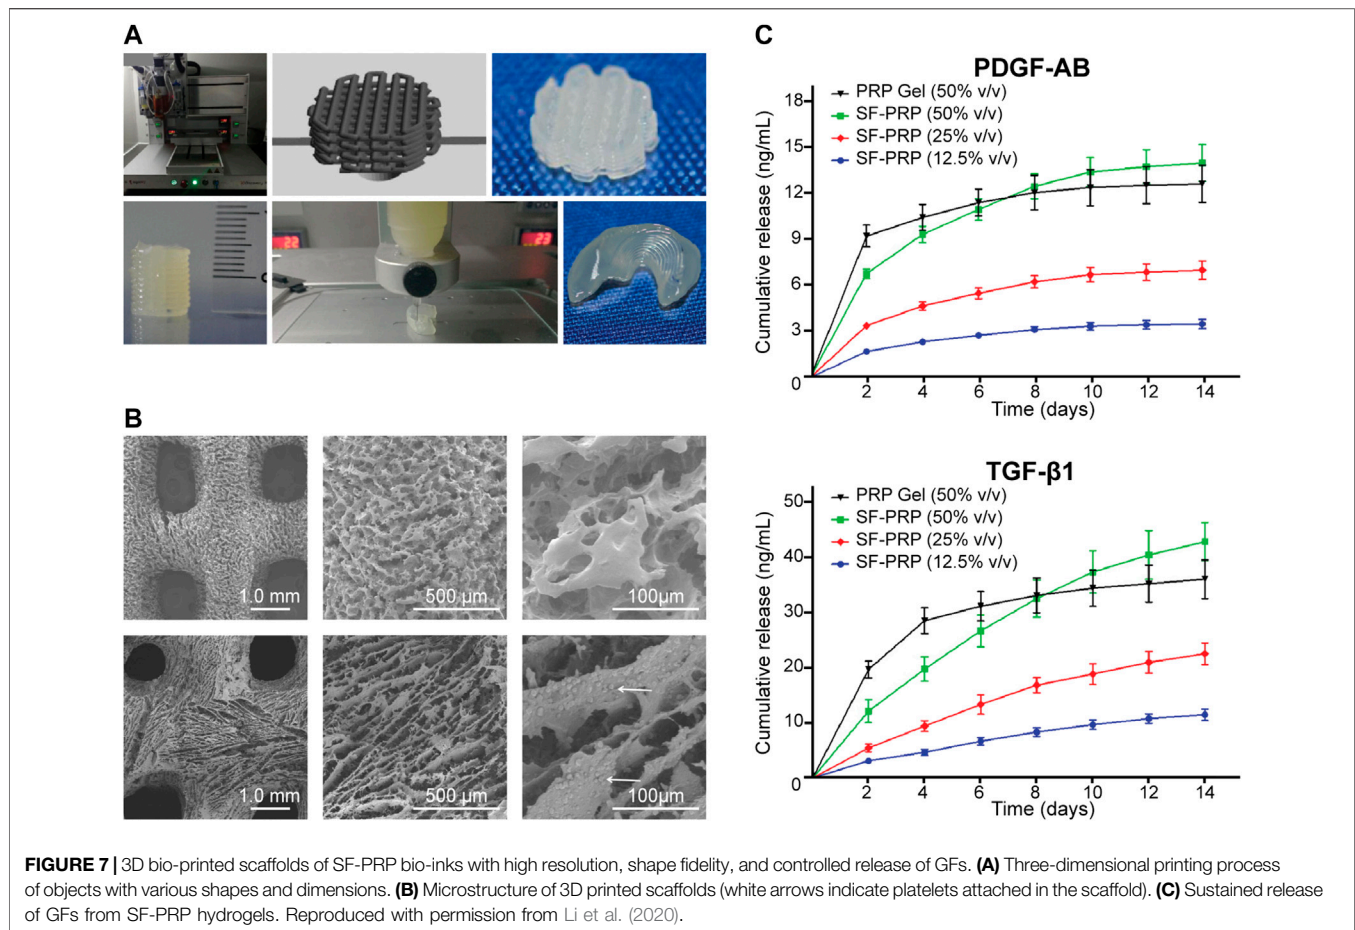 A
C
PDGF-AB
PRP Gel (50% v/v)
SF-PRP (50% v/v)
SF-PRP (25% v/v)
SF-PRP (12.5% v/v)
Cumulative release (ng/mL)
18
15
12
9
6
3
0
2 4 6 8 10 12 14
Time (days)
B
1.0 mm
500 µm
100µm
1.0 mm
500 µm
100µm
TGF-β1
PRP Gel (50% v/v)
SF-PRP (50% v/v)
SF-PRP (25% v/v)
SF-PRP (12.5% v/v)
Cumulative release (ng/mL)
50
40
30
20
10
0
2 4 6 8 10 12 14
Time (days)
FIGURE 7 | 3D bio-printed scaffolds of SF-PRP bio-inks with high resolution, shape fidelity, and controlled release of GFs. (A) Three-dimensional printing process
of objects with various shapes and dimensions. (B) Microstructure of 3D printed scaffolds (white arrows indicate platelets attached in the scaffold). (C) Sustained release
of GFs from SF-PRP hydrogels. Reproduced with permission from Li et al. (2020).